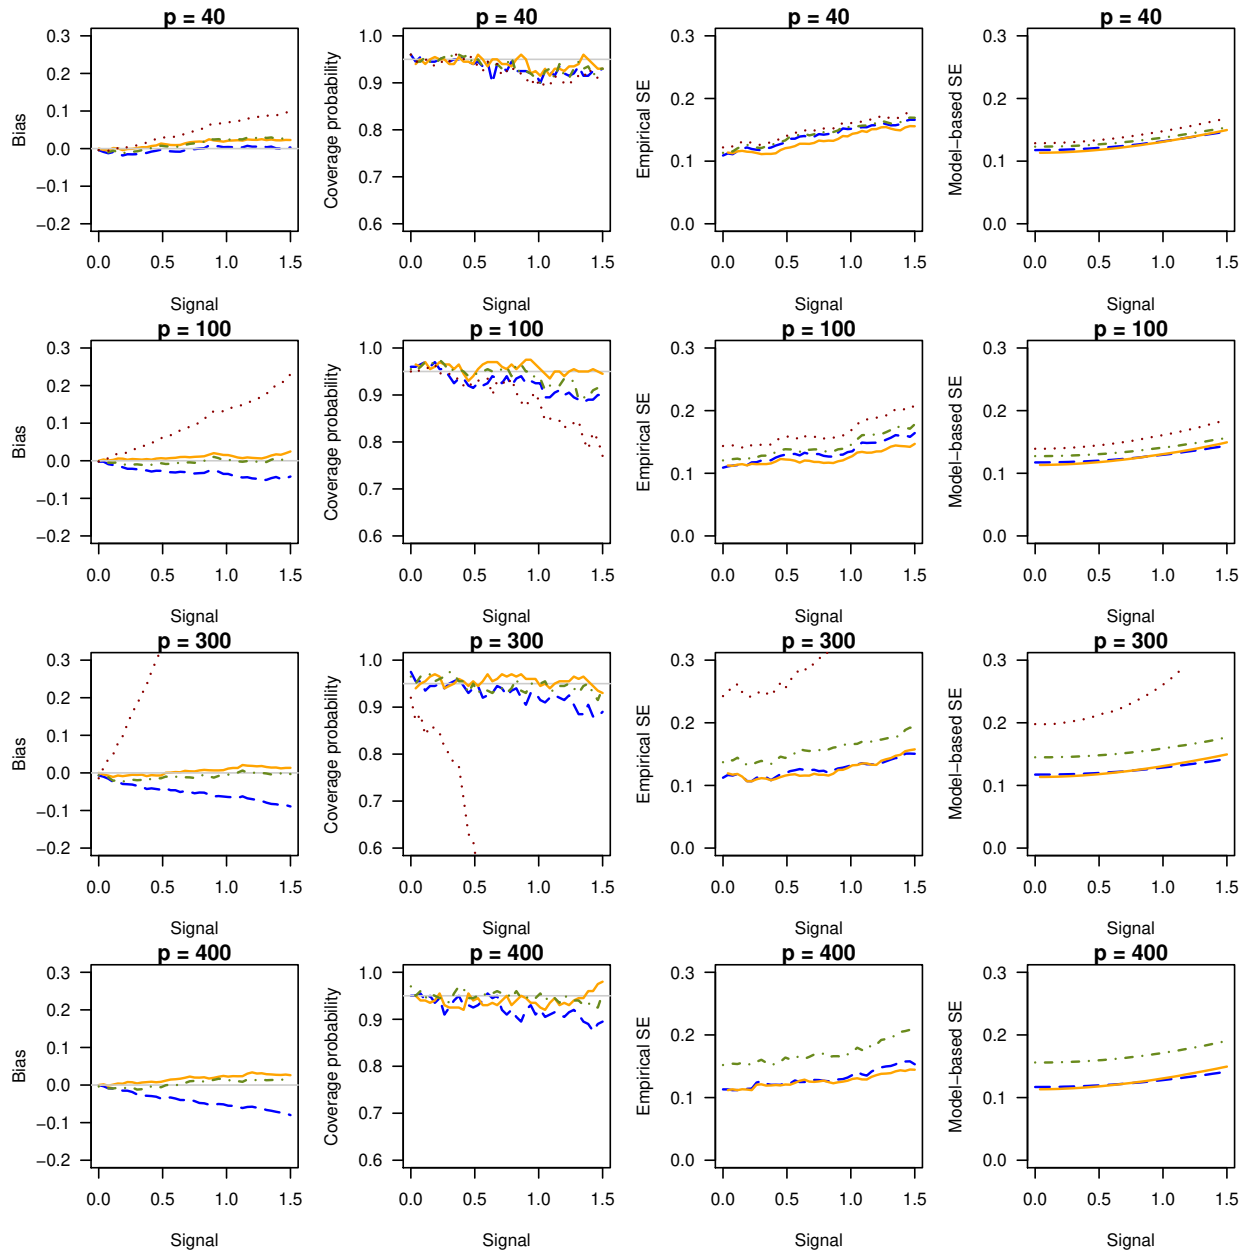 p = 40
p = 40
p = 40
p = 40
Bias
0.3
0.2
0.1
0.0
−0.1
−0.2
0.0 0.5 1.0 1.5
Signal
Coverage probability
1.0
0.9
0.8
0.7
0.6
0.0 0.5 1.0 1.5
Signal
Empirical SE
0.3
0.2
0.1
0.0
0.0 0.5 1.0 1.5
Signal
Model−based SE
0.3
0.2
0.1
0.0
0.0 0.5 1.0 1.5
Signal
p = 100
p = 100
p = 100
p = 100
Bias
0.3
0.2
0.1
0.0
−0.1
−0.2
0.0 0.5 1.0 1.5
Signal
Coverage probability
1.0
0.9
0.8
0.7
0.6
0.0 0.5 1.0 1.5
Signal
Empirical SE
0.3
0.2
0.1
0.0
0.0 0.5 1.0 1.5
Signal
Model−based SE
0.3
0.2
0.1
0.0
0.0 0.5 1.0 1.5
Signal
p = 300
p = 300
p = 300
p = 300
Bias
0.3
0.2
0.1
0.0
−0.1
−0.2
0.0 0.5 1.0 1.5
Signal
Coverage probability
1.0
0.9
0.8
0.7
0.6
0.0 0.5 1.0 1.5
Signal
Empirical SE
0.3
0.2
0.1
0.0
0.0 0.5 1.0 1.5
Signal
Model−based SE
0.3
0.2
0.1
0.0
0.0 0.5 1.0 1.5
Signal
p = 400
p = 400
p = 400
p = 400
Bias
0.3
0.2
0.1
0.0
−0.1
−0.2
0.0 0.5 1.0 1.5
Signal
Coverage probability
1.0
0.9
0.8
0.7
0.6
0.0 0.5 1.0 1.5
Signal
Empirical SE
0.3
0.2
0.1
0.0
0.0 0.5 1.0 1.5
Signal
Model−based SE
0.3
0.2
0.1
0.0
0.0 0.5 1.0 1.5
Signal